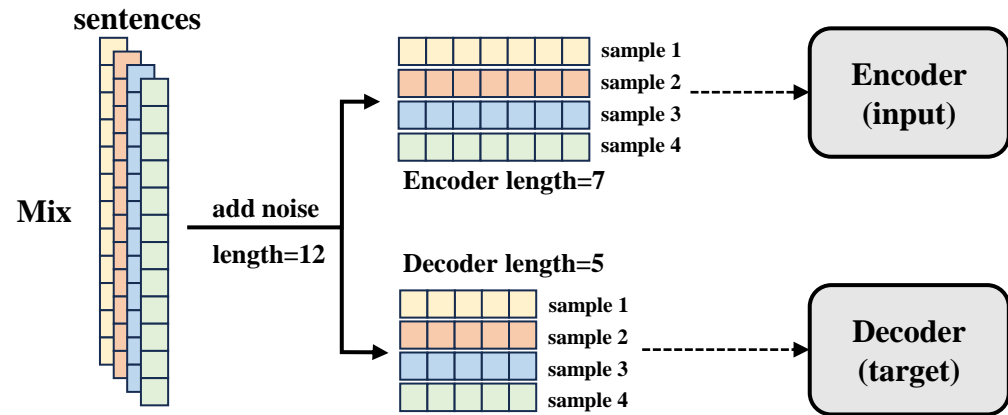 sentences
Mix
add noise
length=12
sample 1
sample 2
sample 3
sample 4
Encoder length=7
Encoder
(input)
Decoder length=5
sample 1
sample 2
sample 3
sample 4
Decoder
(target)